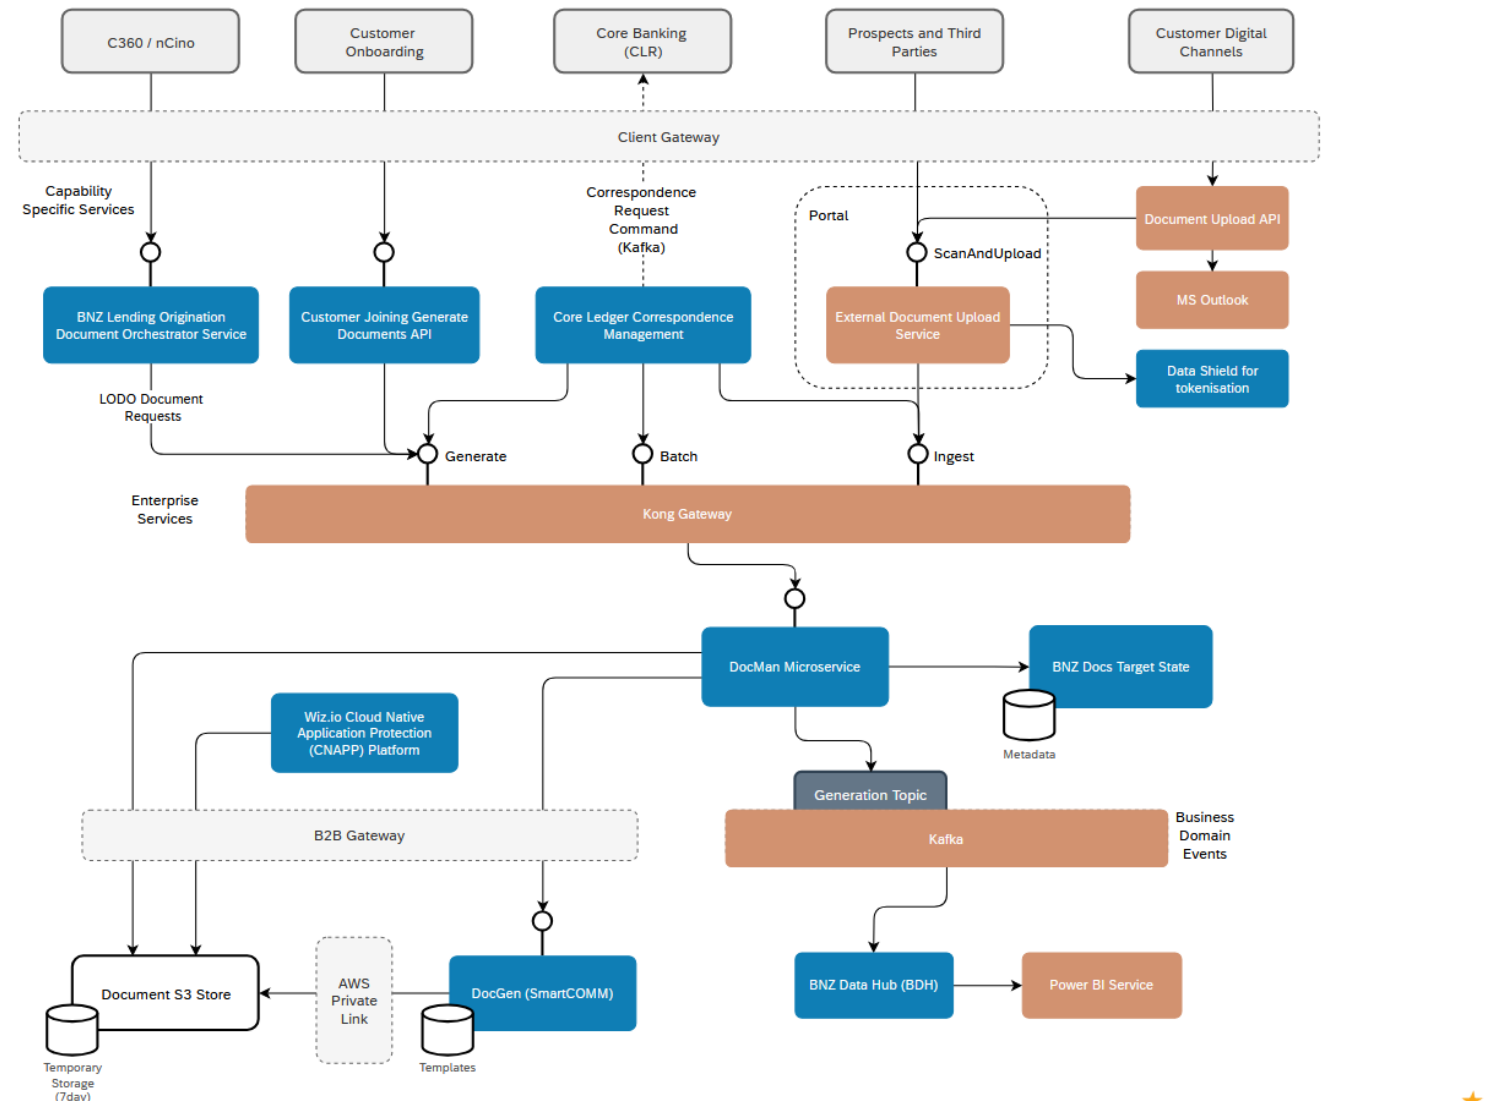 C360 / nCino
Customer
Onboarding
Core Banking
(CLR)
Prospects and Third
Parties
Customer Digital
Channels
Client Gateway
Capability
Specific Services
Correspondence
Request
Command
(Kafka)
Portal
Document Upload API
ScanAndUpload
MS Outlook
BNZ Lending Origination
Document Orchestrator Service
Customer Joining Generate
Documents API
Core Ledger Correspondence
Management
External Document Upload
Service
Data Shield for
tokenisation
LODO Document
Requests
Generate
Batch
Ingest
Enterprise
Services
Kong Gateway
DocMan Microservice
BNZ Docs Target State
Metadata
Wiz.io Cloud Native
Application Protection
(CNAPP) Platform
Generation Topic
B2B Gateway
Kafka
Business
Domain
Events
Document S3 Store
AWS
Private
Link
DocGen (SmartCOMM)
BNZ Data Hub (BDH)
Power BI Service
Temporary
Storage
(7day)
Templates